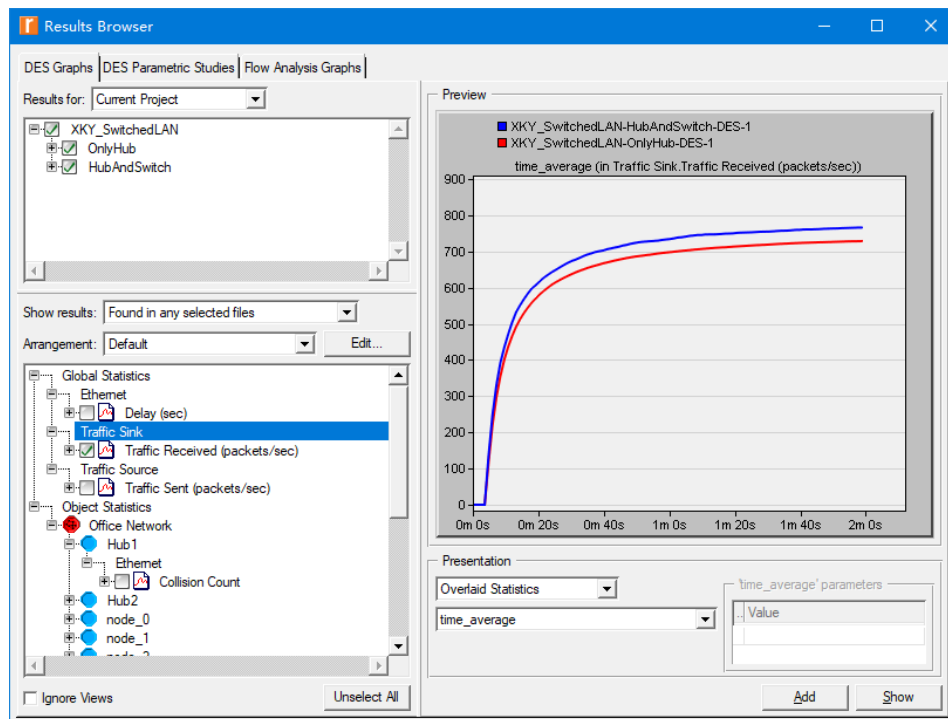 Results Browser
DES Graphs DES Parametric Studies Flow Analysis Graphs
Results for: Current Project
XKY_SwitchedLAN
OnlyHub
HubAndSwitch
Show results: Found in any selected files
Arrangement: Default Edit...
Global Statistics
Ethernet
Delay (sec)
Traffic Sink
Traffic Received (packets/sec)
Traffic Source
Traffic Sent (packets/sec)
Object Statistics
Office Network
Hub1
Ethernet
Collision Count
Hub2
node_0
node_1
node_2
Ignore Views Unselect All
Preview
XKY_SwitchedLAN-HubAndSwitch-DES-1
XKY_SwitchedLAN-OnlyHub-DES-1
time_average (in Traffic Sink.Traffic Received (packets/sec))
900
800
700
600
500
400
300
200
100
0
0m 0s 0m 20s 0m 40s 1m 0s 1m 20s 1m 40s 2m 0s
Presentation
Overlaid Statistics
time_average
'time_average' parameters
.. Value
Add Show